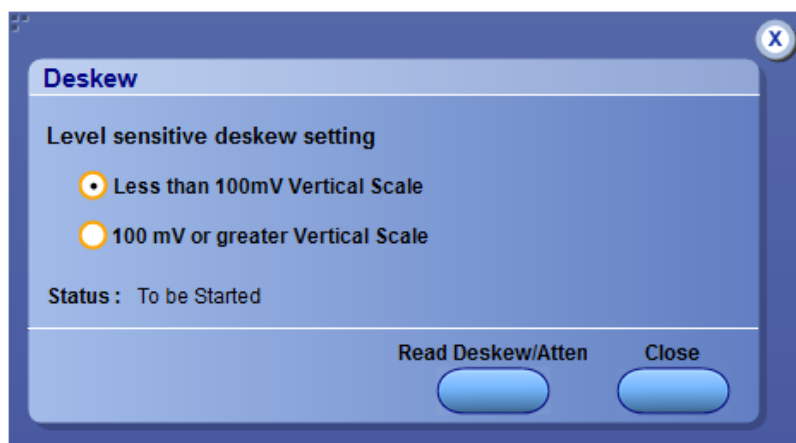 X
Deskew
Level sensitive deskew setting
Less than 100mV Vertical Scale
100 mV or greater Vertical Scale
Status : To be Started
Read Deskew/Atten Close